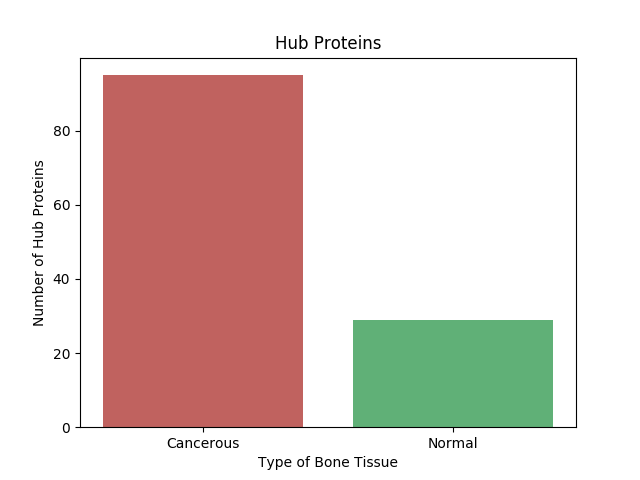 Hub Proteins
Number of Hub Proteins
80
60
40
20
0
Cancerous
Normal
Type of Bone Tissue